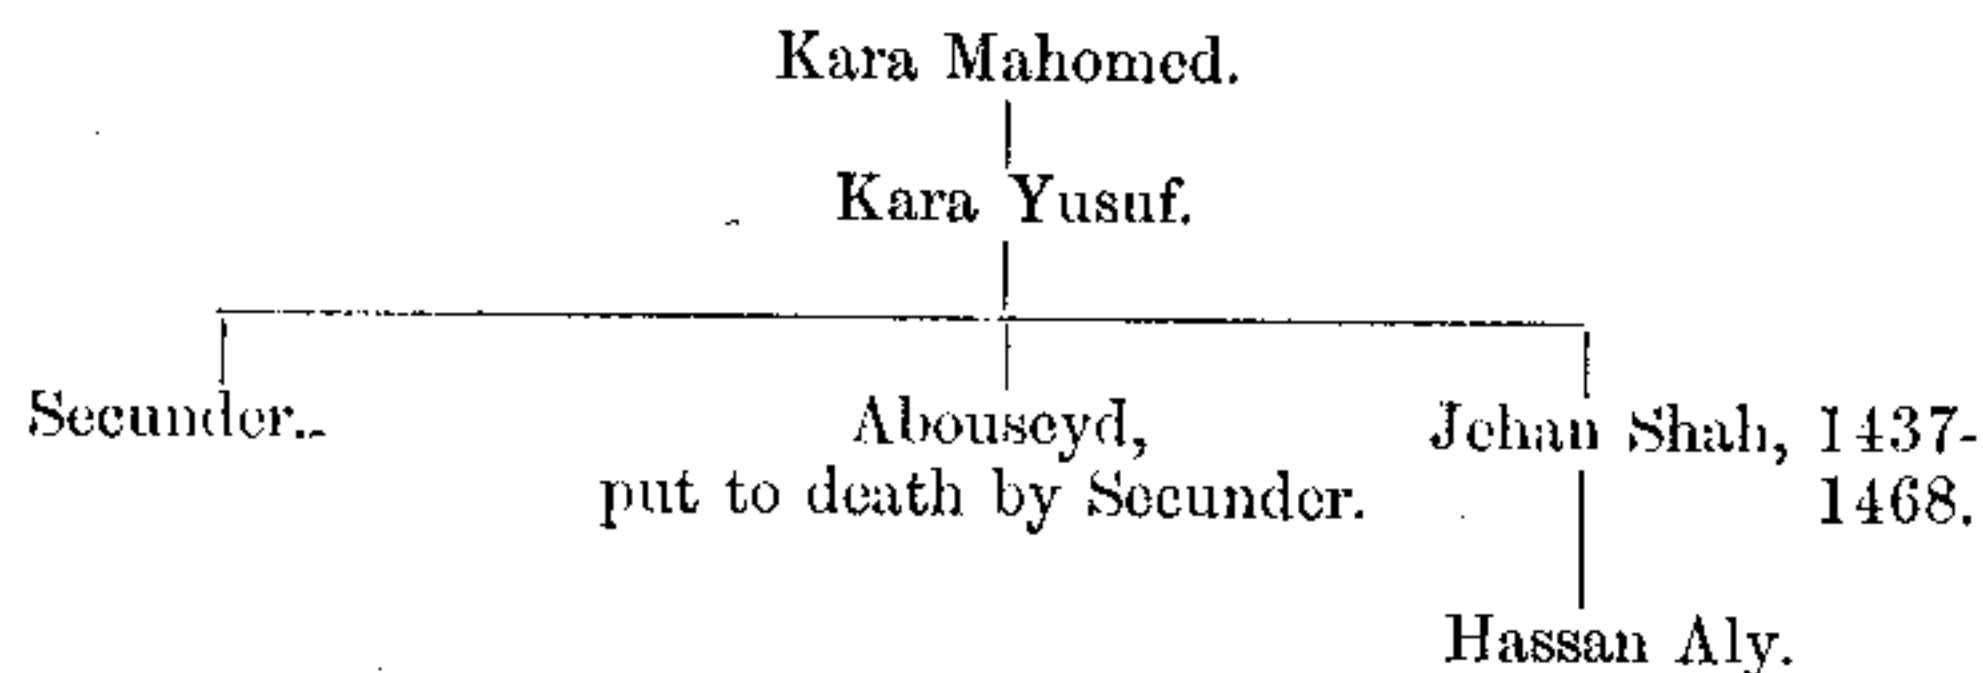 Kara Mahomed.
Kara Yusuf.
Secunder.
Abouseyd,
put to death by Secunder.
Jehan Shah, 1437-
1468.
Hassan Aly.